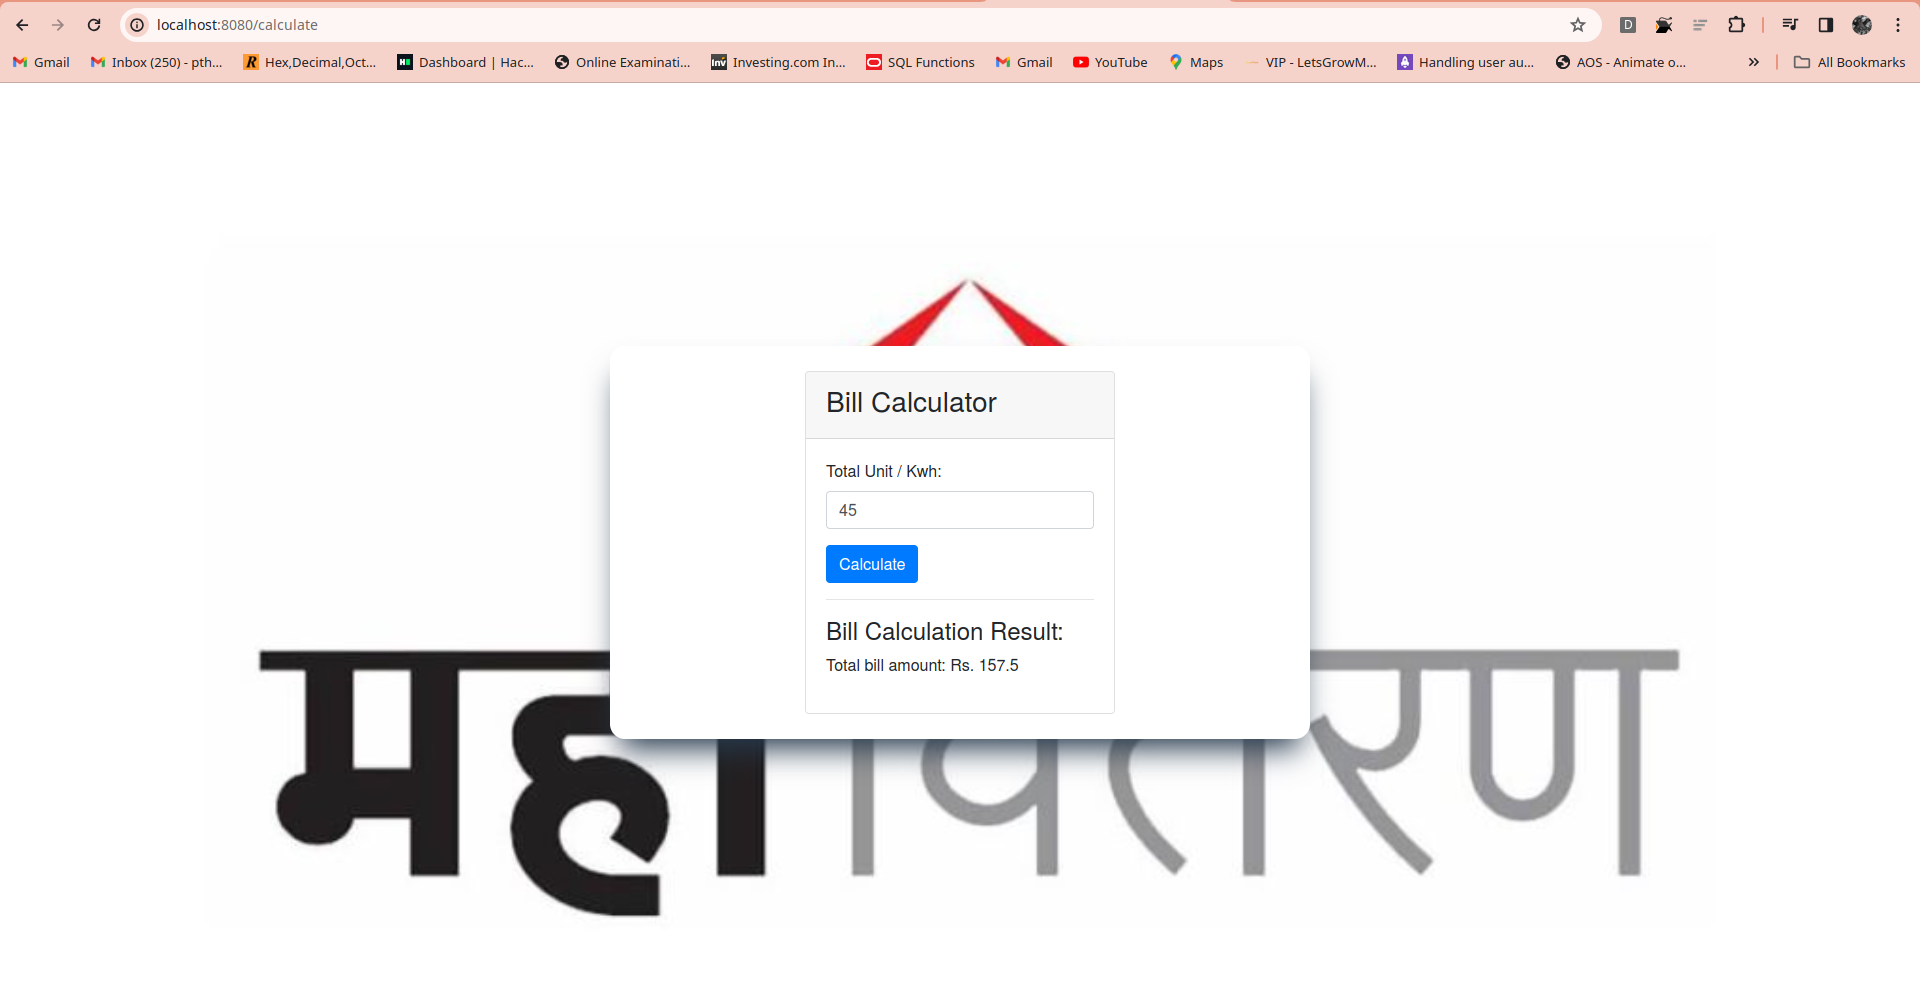 localhost:8080/calculate
Gmail Inbox (250) - pth... Hex,Decimal,Oct... Dashboard | Hac... Online Examinati... Investing.com In... SQL Functions Gmail YouTube Maps VIP - LetsGrowM... Handling user au... AOS - Animate o... » All Bookmarks
Bill Calculator
Total Unit / Kwh:
45
Calculate
Bill Calculation Result:
Total bill amount: Rs. 157.5
महावितरण